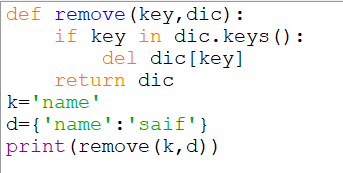 def remove(key,dic):
    if key in dic.keys():
        del dic[key]
    return dic
k='name'
d={'name':'saif'}
print(remove(k,d))